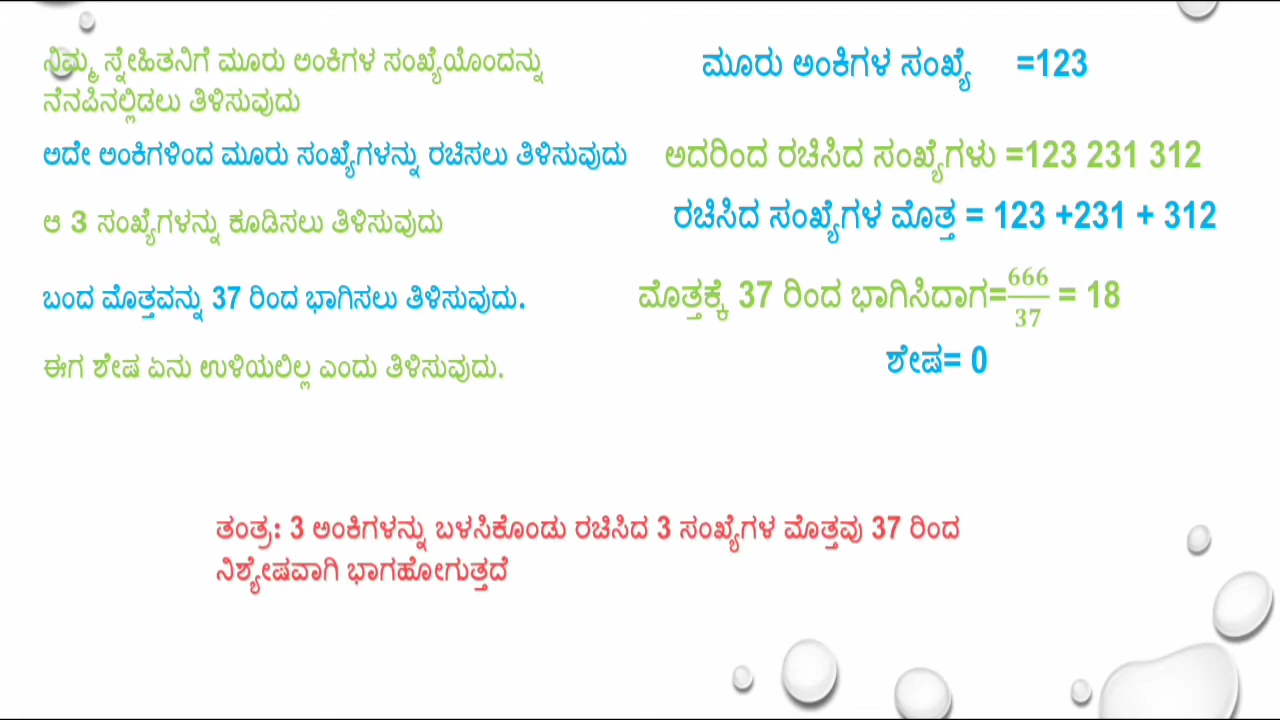 ನಿಮ್ಮ ಸ್ನೇಹಿತನಿಗೆ ಮೂರು ಅಂಕಿಗಳ ಸಂಖ್ಯೆಯೊಂದನ್ನು
ನೆನಪಿನಲ್ಲಿಡಲು ತಿಳಿಸುವುದು
ಅದೇ ಅಂಕಿಗಳಿಂದ ಮೂರು ಸಂಖ್ಯೆಗಳನ್ನು ರಚಿಸಲು ತಿಳಿಸುವುದು
ಆ 3 ಸಂಖ್ಯೆಗಳನ್ನು ಕೂಡಿಸಲು ತಿಳಿಸುವುದು
ಬಂದ ಮೊತ್ತವನ್ನು 37 ರಿಂದ ಭಾಗಿಸಲು ತಿಳಿಸುವುದು.
ಈಗ ಶೇಷ ಏನು ಉಳಿಯಲಿಲ್ಲ ಎಂದು ತಿಳಿಸುವುದು.
ಮೂರು ಅಂಕಿಗಳ ಸಂಖ್ಯೆ =123
ಅದರಿಂದ ರಚಿಸಿದ ಸಂಖ್ಯೆಗಳು =123 231 312
ರಚಿಸಿದ ಸಂಖ್ಯೆಗಳ ಮೊತ್ತ = 123 +231 + 312
ಮೊತ್ತಕ್ಕೆ 37 ರಿಂದ ಭಾಗಿಸಿದಾಗ=666/37 = 18
ಶೇಷ= 0
ತಂತ್ರ: 3 ಅಂಕಿಗಳನ್ನು ಬಳಸಿಕೊಂಡು ರಚಿಸಿದ 3 ಸಂಖ್ಯೆಗಳ ಮೊತ್ತವು 37 ರಿಂದ
ನಿಶ್ಯೇಷವಾಗಿ ಭಾಗಹೋಗುತ್ತದೆ